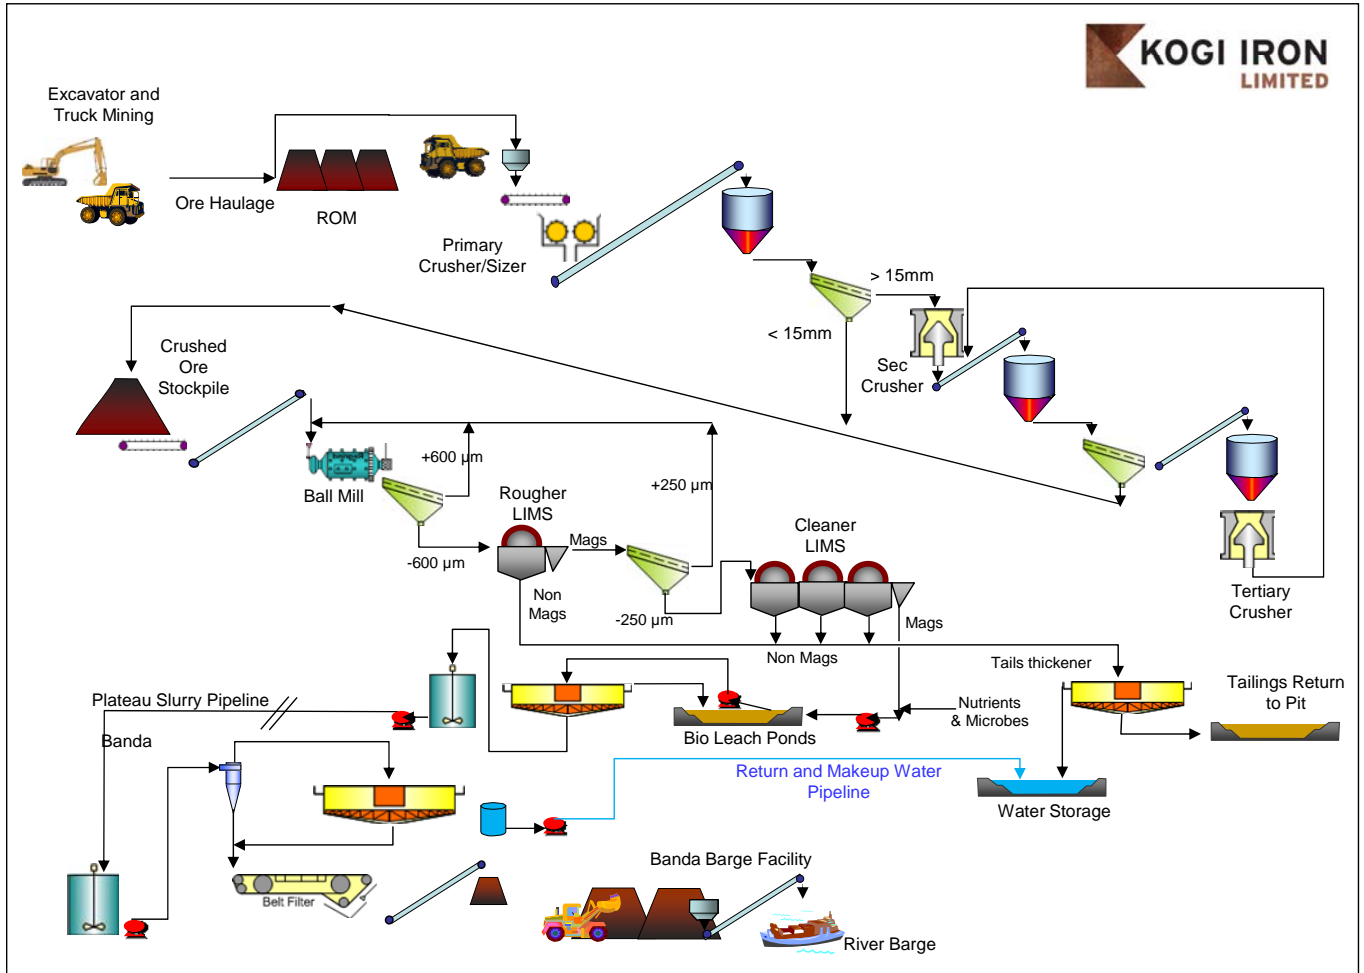 KOGI IRON
LIMITED
Excavator and
Truck Mining
Ore Haulage
ROM
Primary
Crusher/Sizer
> 15mm
< 15mm
Sec
Crusher
Crushed
Ore
Stockpile
Ball Mill
+600 µm
-600 µm
Rougher
LIMS
Mags
Non
Mags
+250 µm
-250 µm
Cleaner
LIMS
Mags
Non Mags
Tertiary
Crusher
Tails thickener
Tailings Return
to Pit
Nutrients
& Microbes
Bio Leach Ponds
Plateau Slurry Pipeline
Banda
Return and Makeup Water
Pipeline
Water Storage
Belt Filter
Banda Barge Facility
River Barge